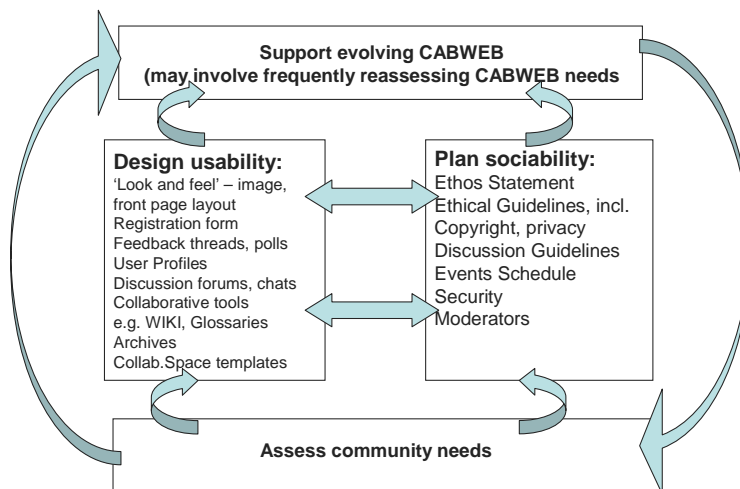 Support evolving CABWEB
(may involve frequently reassessing CABWEB needs
Design usability:
‘Look and feel’ – image,
front page layout
Registration form
Feedback threads, polls
User Profiles
Discussion forums, chats
Collaborative tools
e.g. WIKI, Glossaries
Archives
Collab.Space templates
Plan sociability:
Ethos Statement
Ethical Guidelines, incl.
Copyright, privacy
Discussion Guidelines
Events Schedule
Security
Moderators
Assess community needs